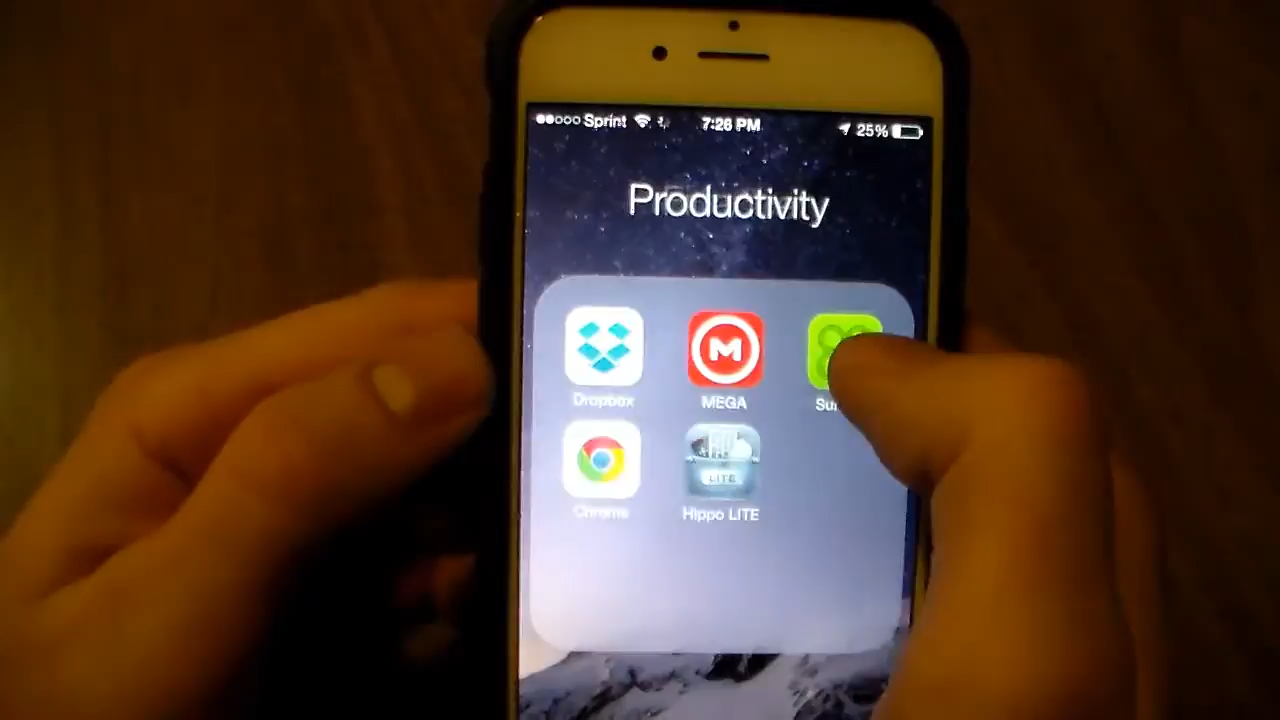 Sprint 7:26 PM 25%
Productivity
Dropbox MEGA
M
Chrome Hippo LITE
LITE